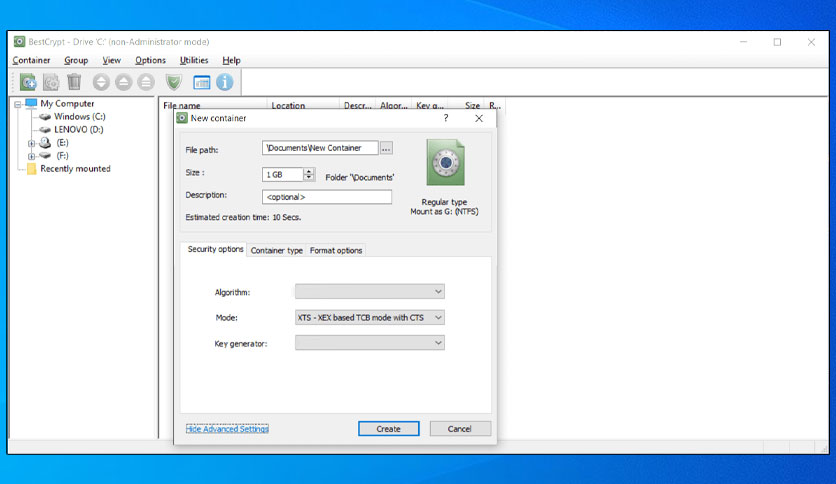 BestCrypt - Drive 'C:' (non-Administrator mode)
Container Group View Options Utilities Help
My Computer
Windows (C:)
LENOVO (D:)
(E:)
(F:)
Recently mounted
File name Location Descr... Algor... Key g... Size R...
New container
?
File path: \Documents\New Container ...
Size : 1 GB Folder "\Documents'
Description: <optional>
Estimated creation time: 10 Secs.
Regular type
Mount as G: (NTFS)
Security options Container type Format options
Algorithm:
Mode: XTS - XEX based TCB mode with CTS
Key generator:
Hide Advanced Settings Create Cancel